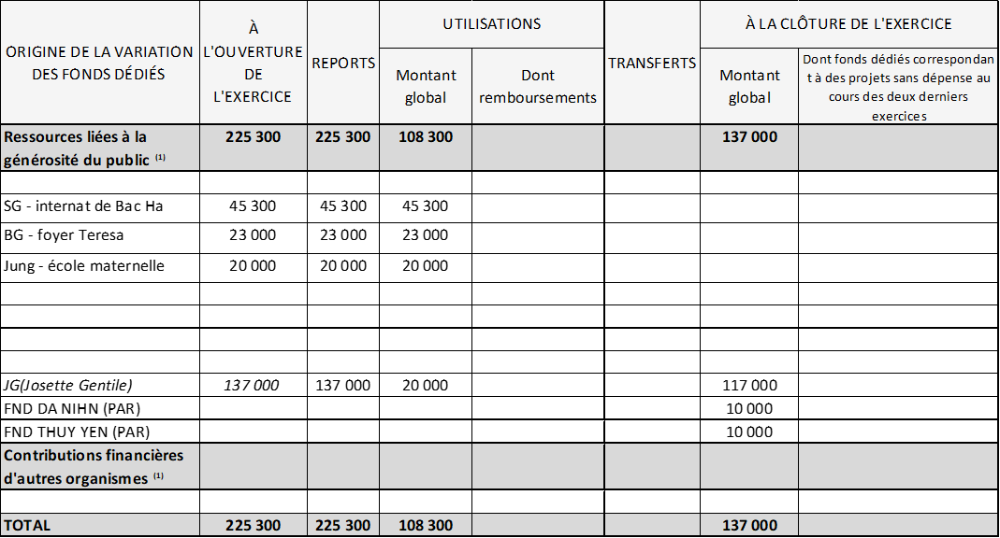 ORIGINE DE LA VARIATION DES FONDS DÉDIÉS | À L'OUVERTURE DE L'EXERCICE | REPORTS | UTILISATIONS | TRANSFERTS | À LA CLÔTURE DE L'EXERCICE
Montant global | Dont remboursements | Montant global | Dont fonds dédiés correspondan t à des projets sans dépense au cours des deux derniers exercices
Ressources liées à la générosité du public (1) | 225 300 | 225 300 | 108 300 | 137 000
SG - internat de Bac Ha | 45 300 | 45 300 | 45 300
BG - foyer Teresa | 23 000 | 23 000 | 23 000
Jung - école maternelle | 20 000 | 20 000 | 20 000
JG(Josette Gentile) | 137 000 | 137 000 | 20 000 | 117 000
FND DA NIHN (PAR) | 10 000
FND THUY YEN (PAR) | 10 000
Contributions financières d'autres organismes (1)
TOTAL | 225 300 | 225 300 | 108 300 | 137 000